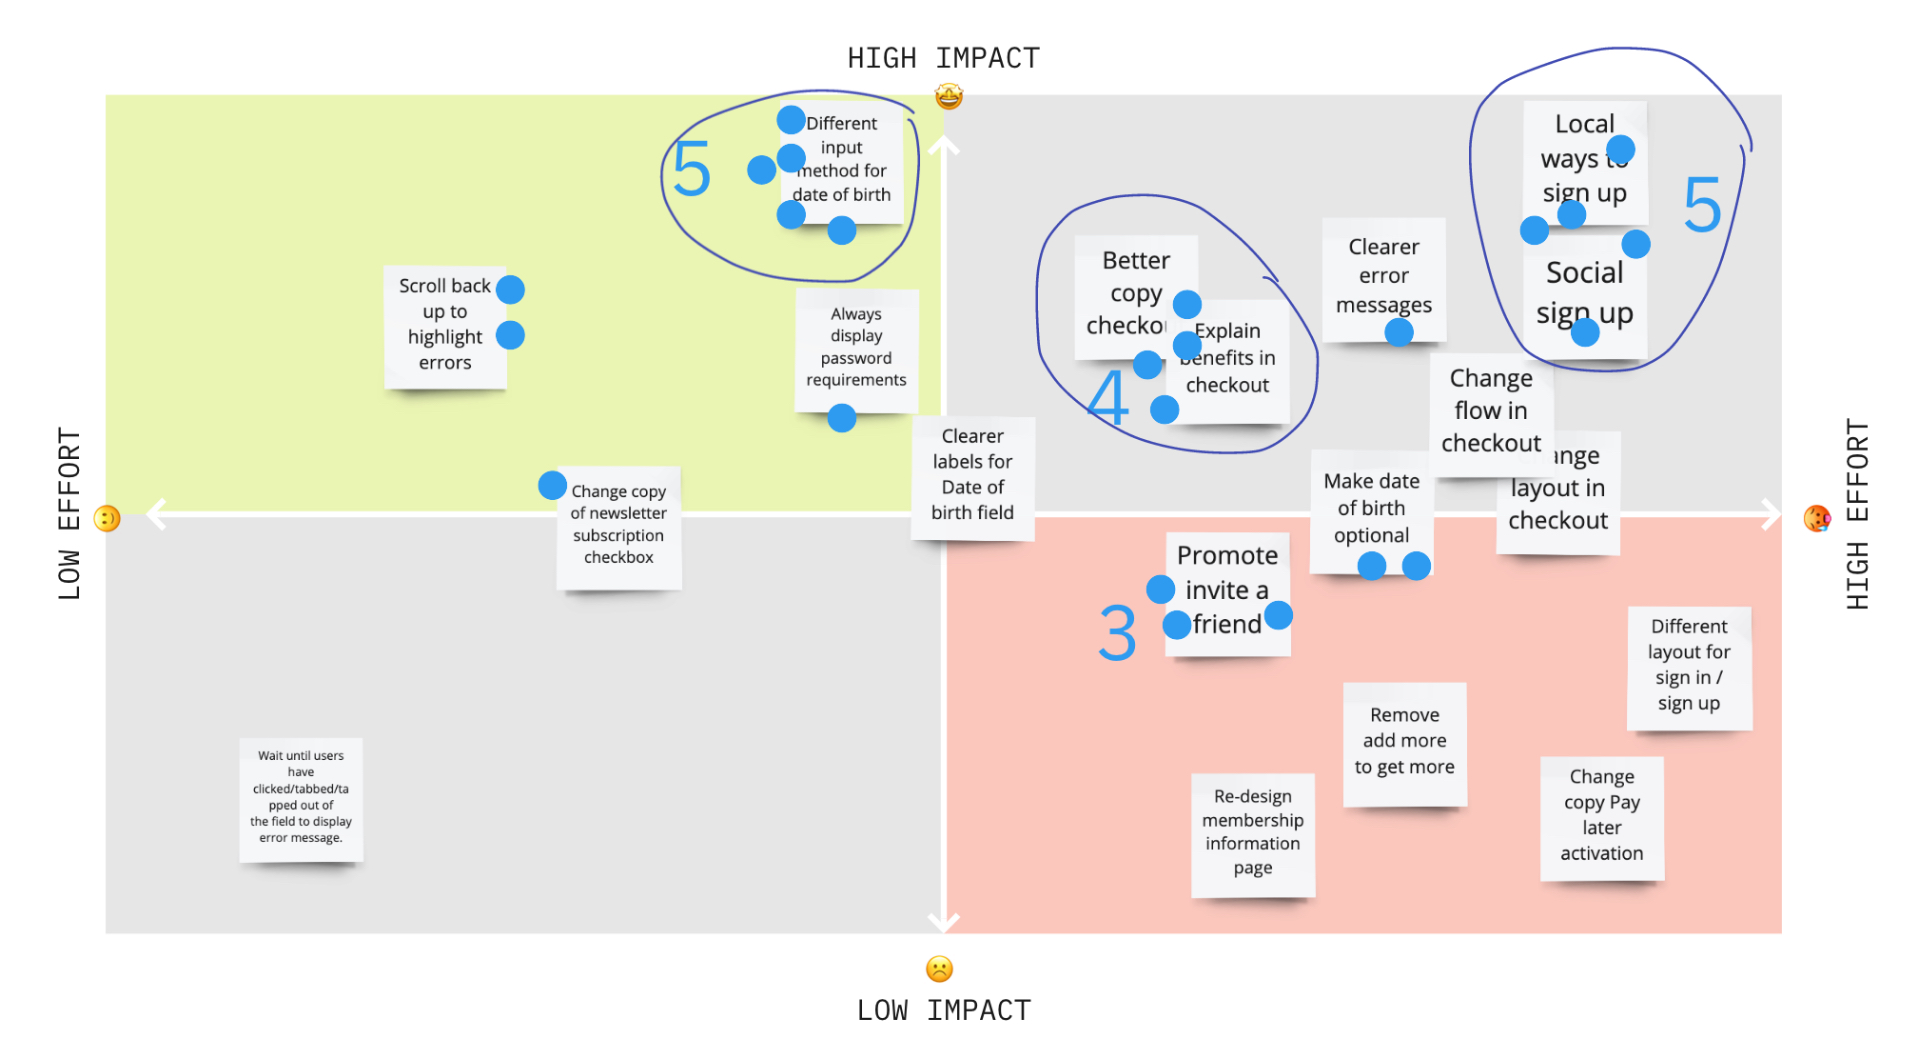 HIGH IMPACT
Different
input
method for
date of birth
5
Local
ways to
sign up
5
Social
sign up
Better
copy
checko
Explain
benefits in
checkout
4
Clearer
error
messages
Scroll back
up to
highlight
errors
Always
display
password
requirements
Change
flow in
checkout
ange
layout in
checkout
Clearer
labels for
Date of
birth field
Make date
of birth
optional
LOW EFFORT
HIGH EFFORT
Change copy
of newsletter
subscription
checkbox
Promote
invite a
friend
3
Different
layout for
sign in /
sign up
Remove
add more
to get more
Wait until users
have
clicked/tabbed/ta
pped out of
the field to display
error message.
Re-design
membership
information
page
Change
copy Pay
later
activation
LOW IMPACT